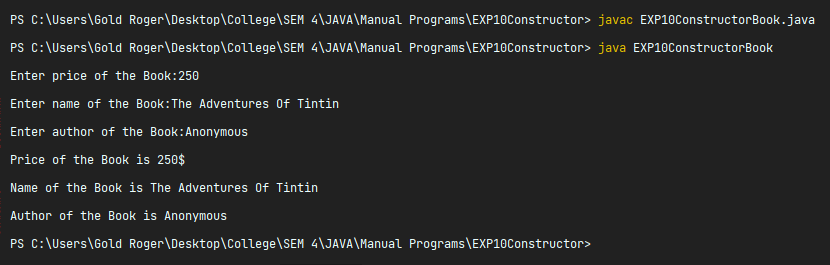 PS C:\Users\Gold Roger\Desktop\College\SEM 4\JAVA\Manual Programs\EXP10Constructor> javac EXP10ConstructorBook.java
PS C:\Users\Gold Roger\Desktop\College\SEM 4\JAVA\Manual Programs\EXP10Constructor> java EXP10ConstructorBook
Enter price of the Book:250
Enter name of the Book:The Adventures Of Tintin
Enter author of the Book:Anonymous
Price of the Book is 250$
Name of the Book is The Adventures Of Tintin
Author of the Book is Anonymous
PS C:\Users\Gold Roger\Desktop\College\SEM 4\JAVA\Manual Programs\EXP10Constructor>